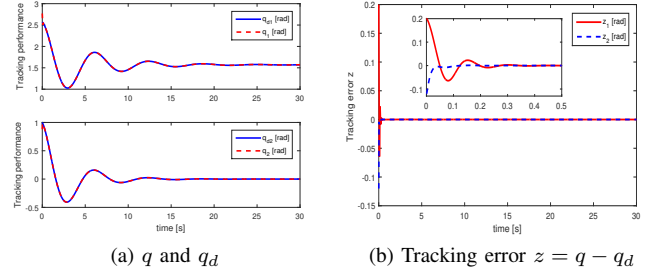 Tracking performance
3
2.5
2
1.5
1
0 5 10 15 20 25 30
q_d1 [rad]
q_1 [rad]
Tracking performance
1
0.5
0
-0.5
0 5 10 15 20 25 30
time [s]
q_d2 [rad]
q_2 [rad]
(a) q and q_d
Tracking error z
0.2
0.15
0.1
0.05
0
-0.05
-0.1
0.15
0 5 10 15 20 25 30
time [s]
z_1 [rad]
z_2 [rad]
0.2
0.1
0
-0.1
0 0.1 0.2 0.3 0.4 0.5
(b) Tracking error z = q − q_d